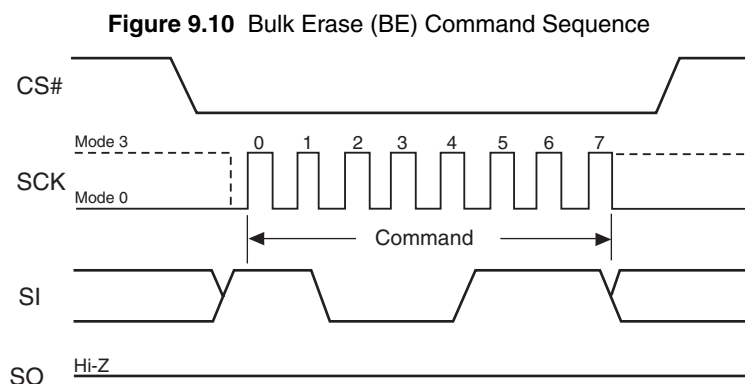 Figure 9.10 Bulk Erase (BE) Command Sequence
CS#
Mode 3
0 1 2 3 4 5 6 7
SCK
Mode 0
Command
SI
Hi-Z
SO